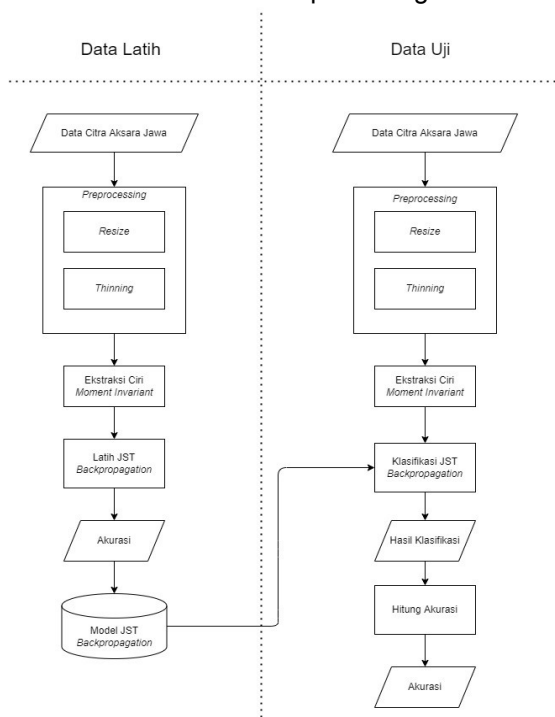 Data Latih
Data Citra Aksara Jawa
Preprocessing
Resize
Thinning
Ekstraksi Ciri
Moment Invariant
Latih JST
Backpropagation
Akurasi
Model JST
Backpropagation
Data Uji
Data Citra Aksara Jawa
Preprocessing
Resize
Thinning
Ekstraksi Ciri
Moment Invariant
Klasifikasi JST
Backpropagation
Hasil Klasifikasi
Hitung Akurasi
Akurasi